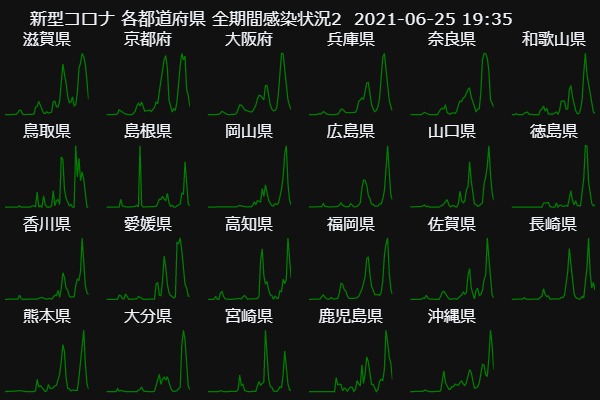 新型コロナ 各都道府県 全期間感染状況2 2021-06-25 19:35
滋賀県 京都府 大阪府 兵庫県 奈良県 和歌山県
鳥取県 島根県 岡山県 広島県 山口県 徳島県
香川県 愛媛県 高知県 福岡県 佐賀県 長崎県
熊本県 大分県 宮崎県 鹿児島県 沖縄県